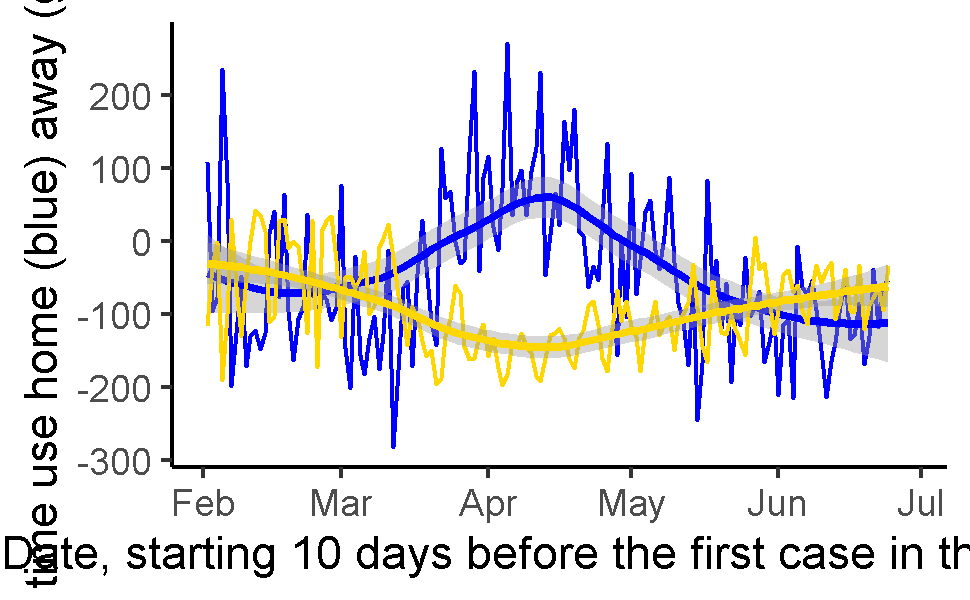 time use home (blue) away (
200
100
0
-100
-200
-300
Feb Mar Apr May Jun Jul
Date, starting 10 days before the first case in th